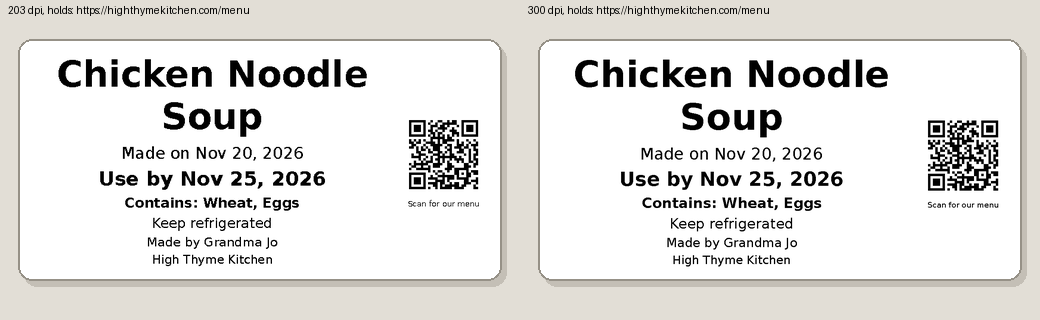 203 dpi, holds: https://highthymekitchen.com/menu
Chicken Noodle
Soup
Made on Nov 20, 2026
Use by Nov 25, 2026
Contains: Wheat, Eggs
Keep refrigerated
Made by Grandma Jo
High Thyme Kitchen
Scan for our menu
300 dpi, holds: https://highthymekitchen.com/menu
Chicken Noodle
Soup
Made on Nov 20, 2026
Use by Nov 25, 2026
Contains: Wheat, Eggs
Keep refrigerated
Made by Grandma Jo
High Thyme Kitchen
Scan for our menu